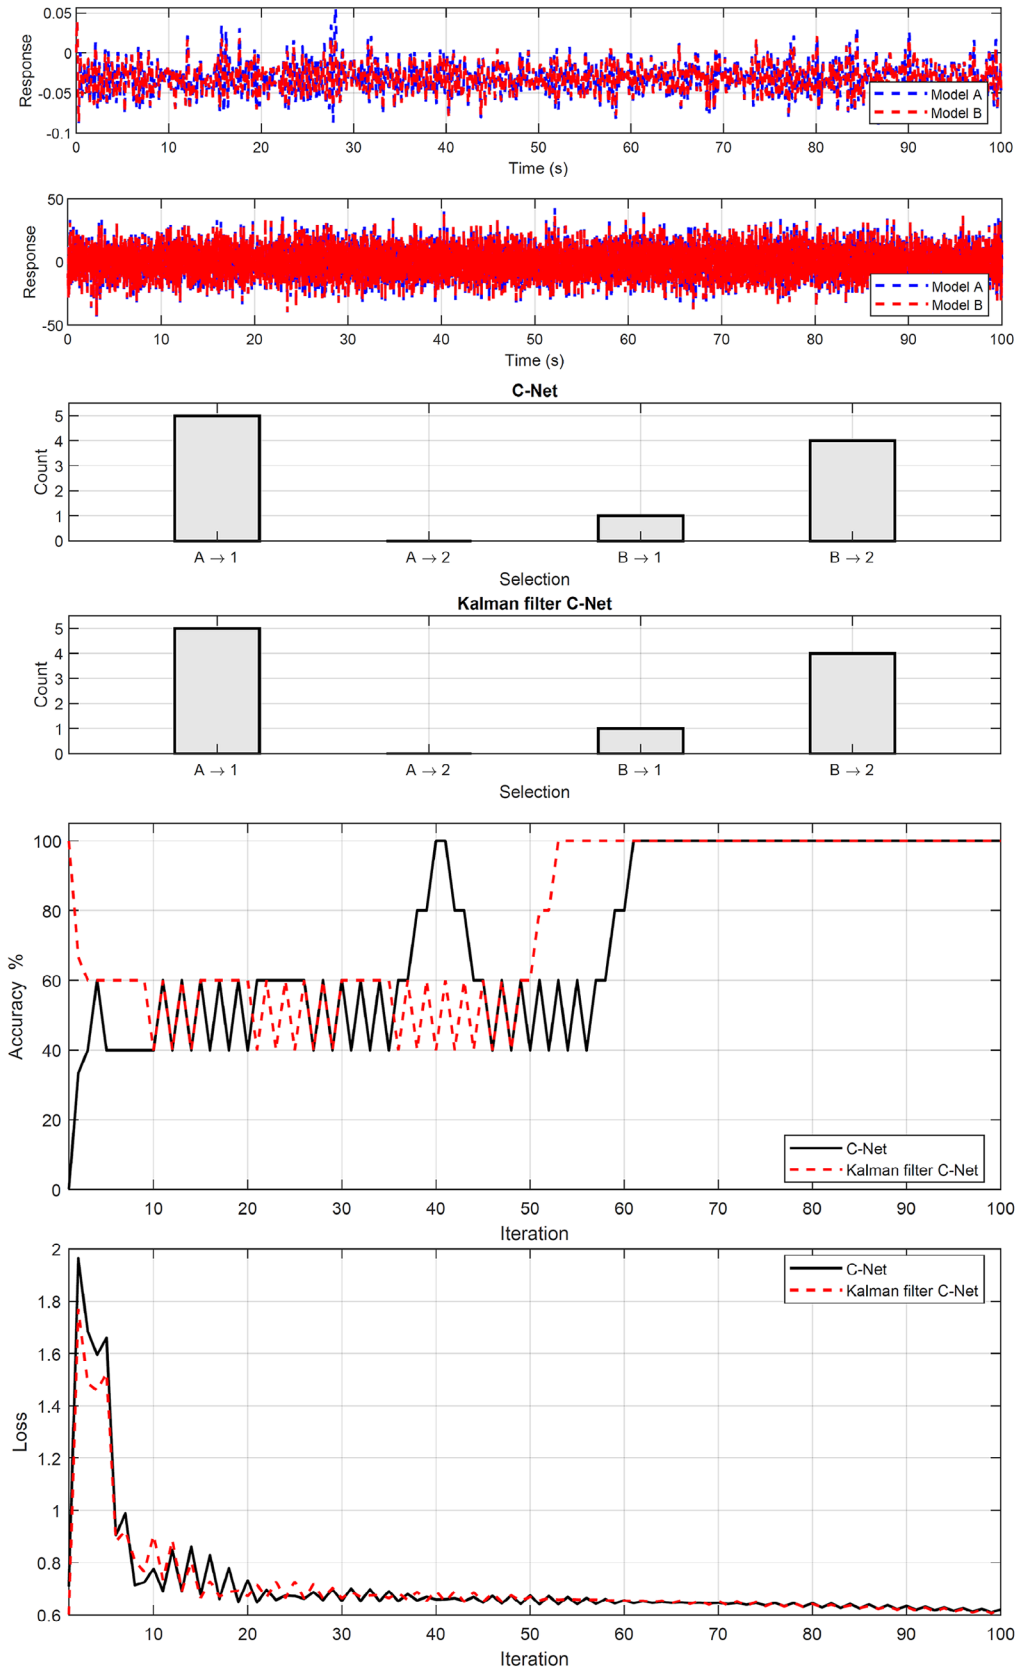 0.05
0
-0.05
-0.1
Response
Model A
Model B
0 10 20 30 40 50 60 70 80 90 100
Time (s)
50
0
-50
Response
Model A
Model B
0 10 20 30 40 50 60 70 80 90 100
Time (s)
C-Net
5
4
3
2
1
0
Count
A → 1 A → 2 B → 1 B → 2
Selection
Kalman filter C-Net
5
4
3
2
1
0
Count
A → 1 A → 2 B → 1 B → 2
Selection
100
80
60
40
20
0
Accuracy %
C-Net
Kalman filter C-Net
10 20 30 40 50 60 70 80 90 100
Iteration
2
1.8
1.6
1.4
1.2
1
0.8
0.6
Loss
C-Net
Kalman filter C-Net
10 20 30 40 50 60 70 80 90 100
Iteration